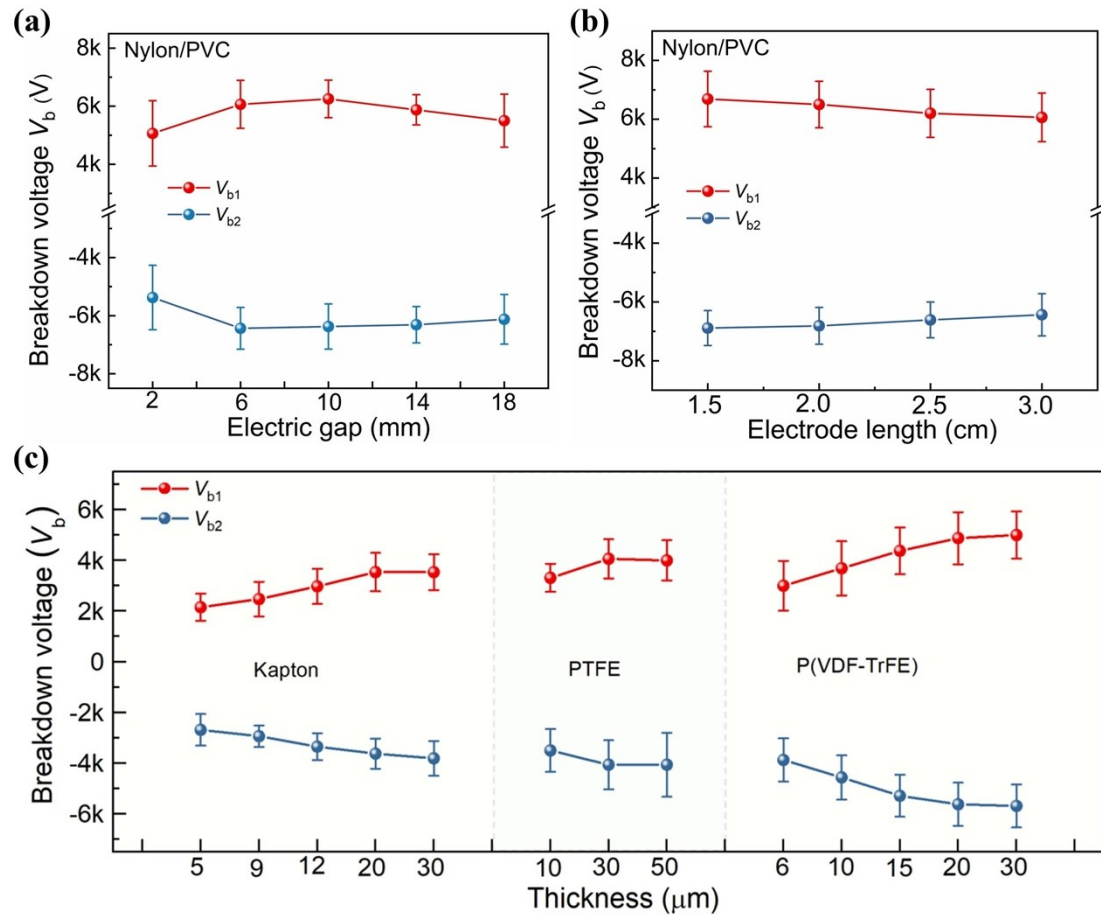 (a)
Nylon/PVC
Breakdown voltage Vb (V)
8k
6k
4k
-4k
-6k
-8k
Vb1
Vb2
2 6 10 14 18
Electric gap (mm)
(b)
Nylon/PVC
Breakdown voltage Vb (V)
8k
6k
4k
-4k
-6k
-8k
Vb1
Vb2
1.5 2.0 2.5 3.0
Electrode length (cm)
(c)
Breakdown voltage (Vb)
6k
4k
2k
0
-2k
-4k
-6k
Vb1
Vb2
Kapton PTFE P(VDF-TrFE)
5 9 12 20 30 10 30 50 6 10 15 20 30
Thickness (μm)